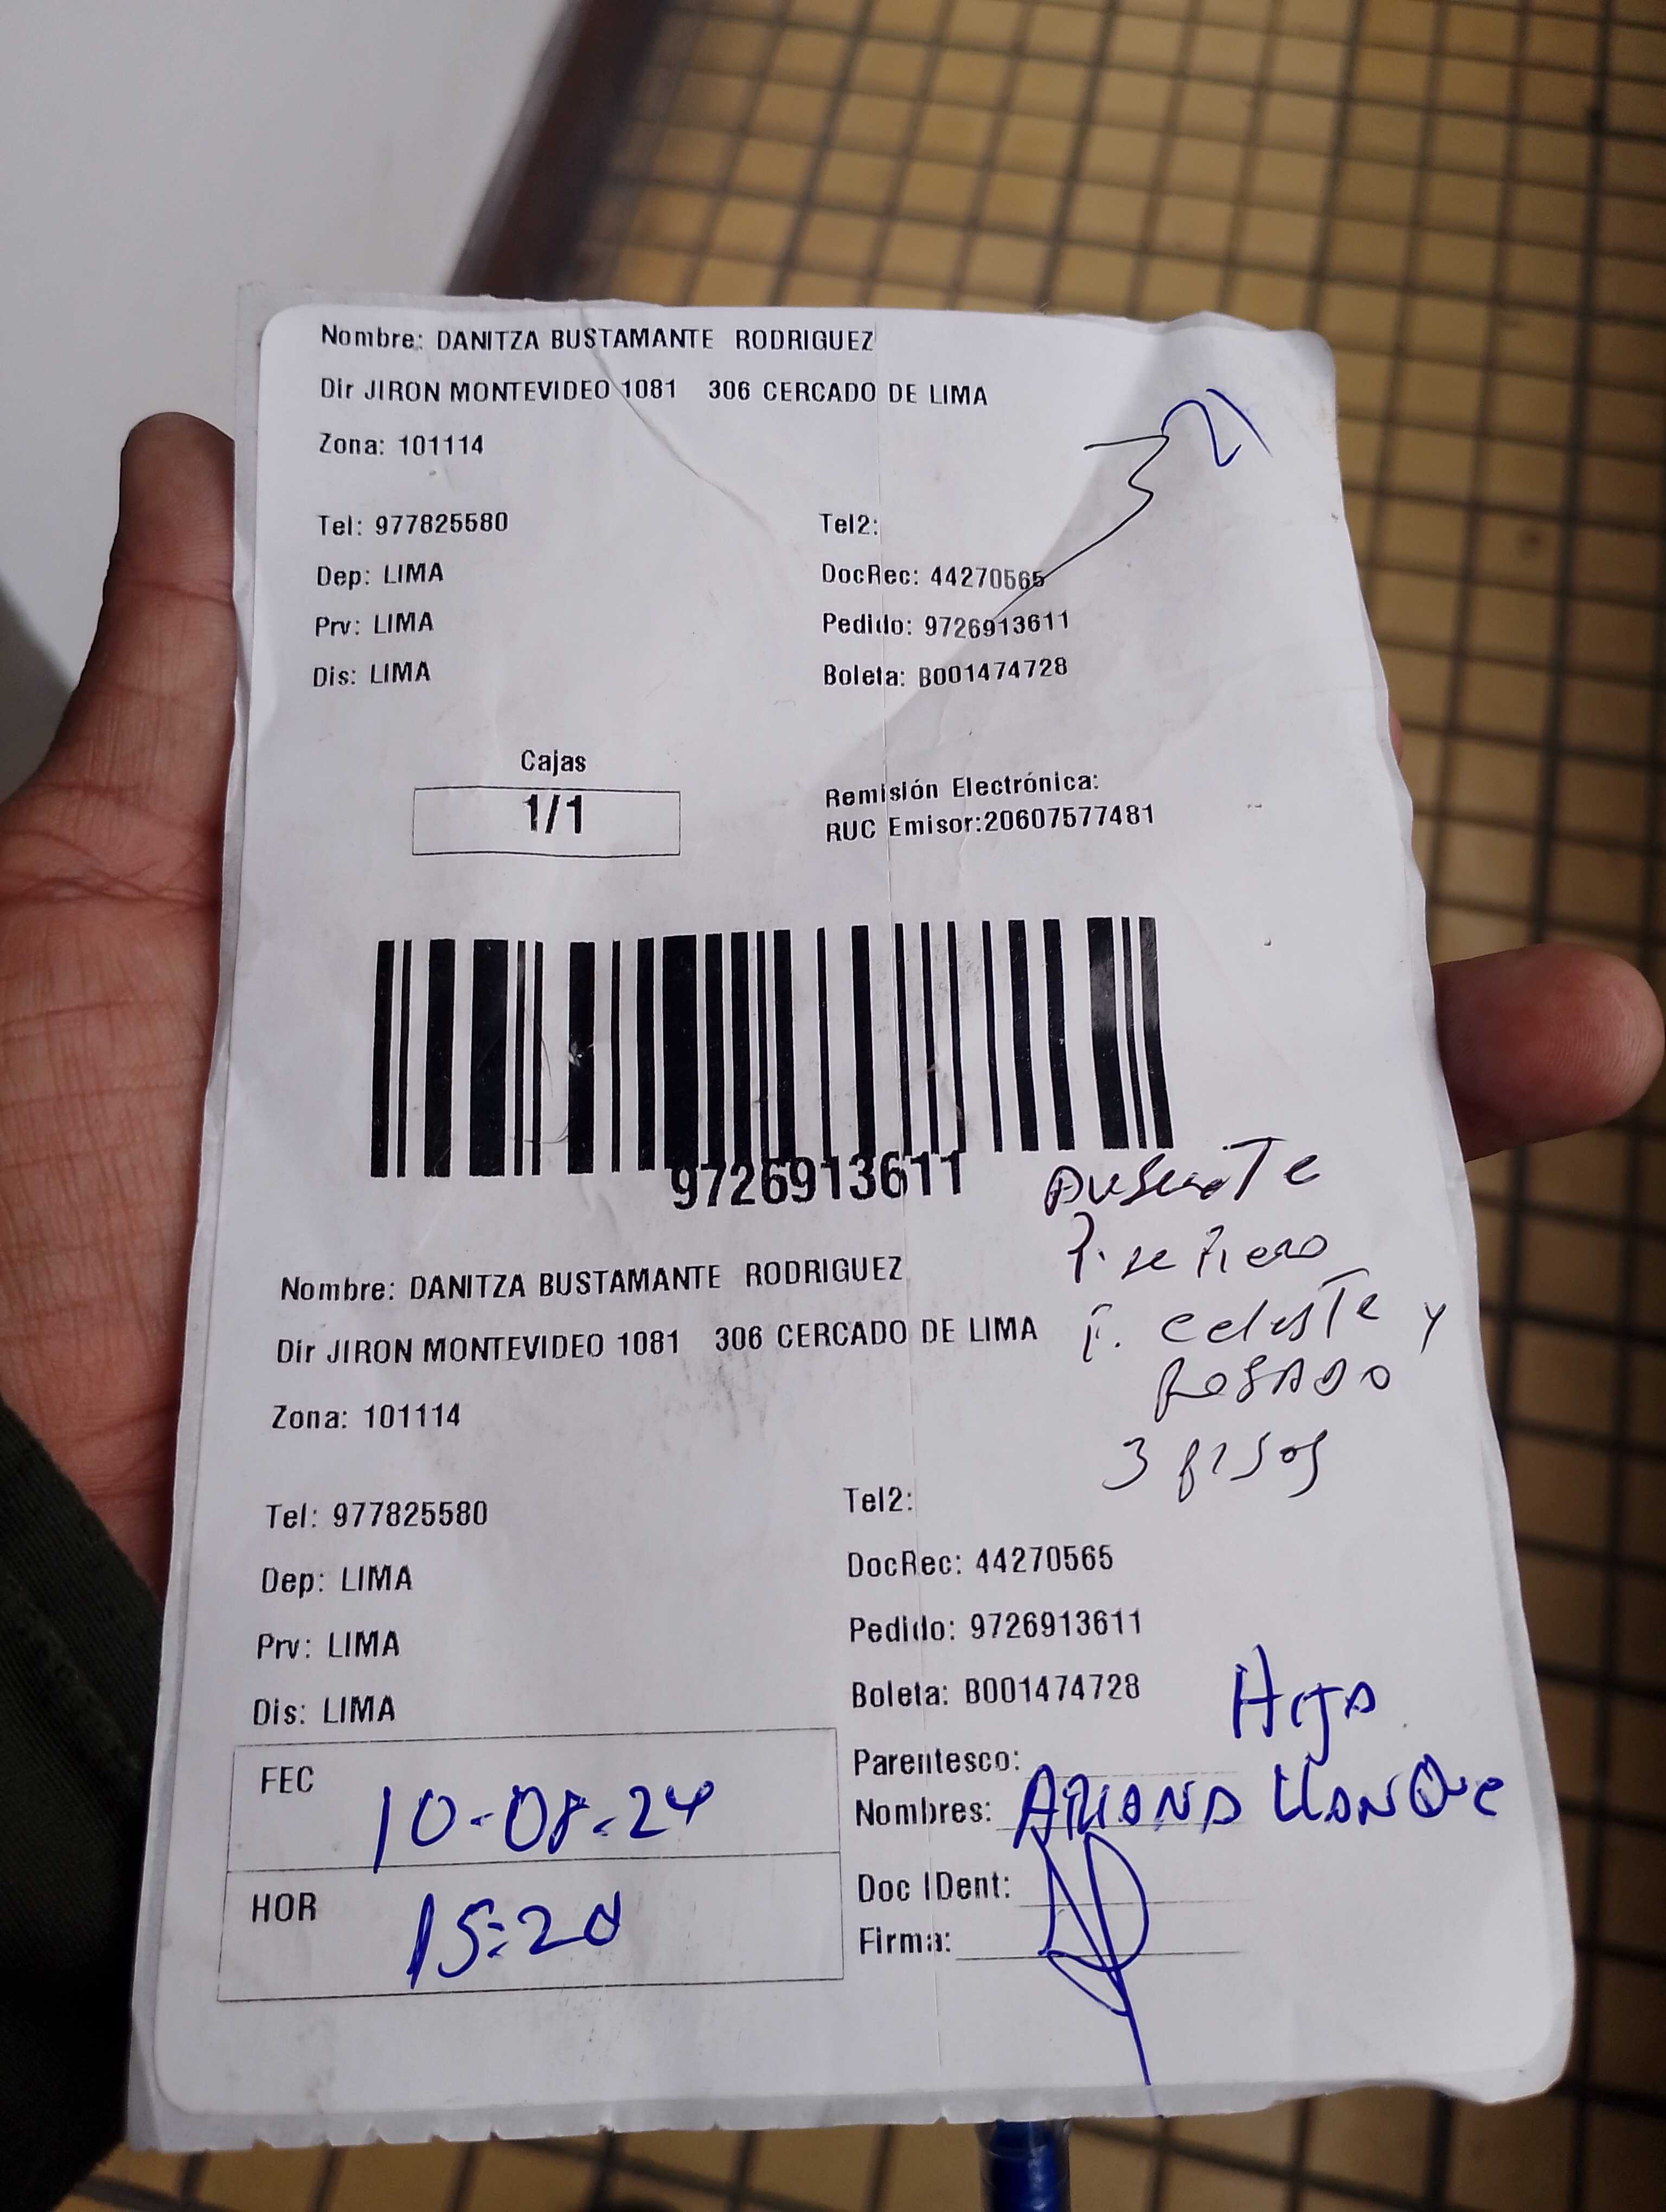 Nombre: DANITZA BUSTAMANTE RODRIGUEZ
Dir JIRON MONTEVIDEO 1081 306 CERCADO DE LIMA
Zona: 101114
Tel: 977825580 Tel2:
Dep: LIMA DocRec: 44270565
Prv: LIMA Pedido: 9726913611
Dis: LIMA Boleta: B001474728
Cajas
1/1
Remisión Electrónica:
RUC Emisor:20607577481
9726913611
AUSENTE
Nombre: DANITZA BUSTAMANTE RODRIGUEZ
Dir JIRON MONTEVIDEO 1081 306 CERCADO DE LIMA
F. celeste y
ROSADO
Zona: 101114
3 pisos
Tel: 977825580 Tel2:
Dep: LIMA DocRec: 44270565
Prv: LIMA Pedido: 9726913611
Dis: LIMA Boleta: B001474728
Hija
Parentesco:
Nombres: ARIANA
Doc IDent:
Firma:
FEC 10-08-24
HOR 15:20